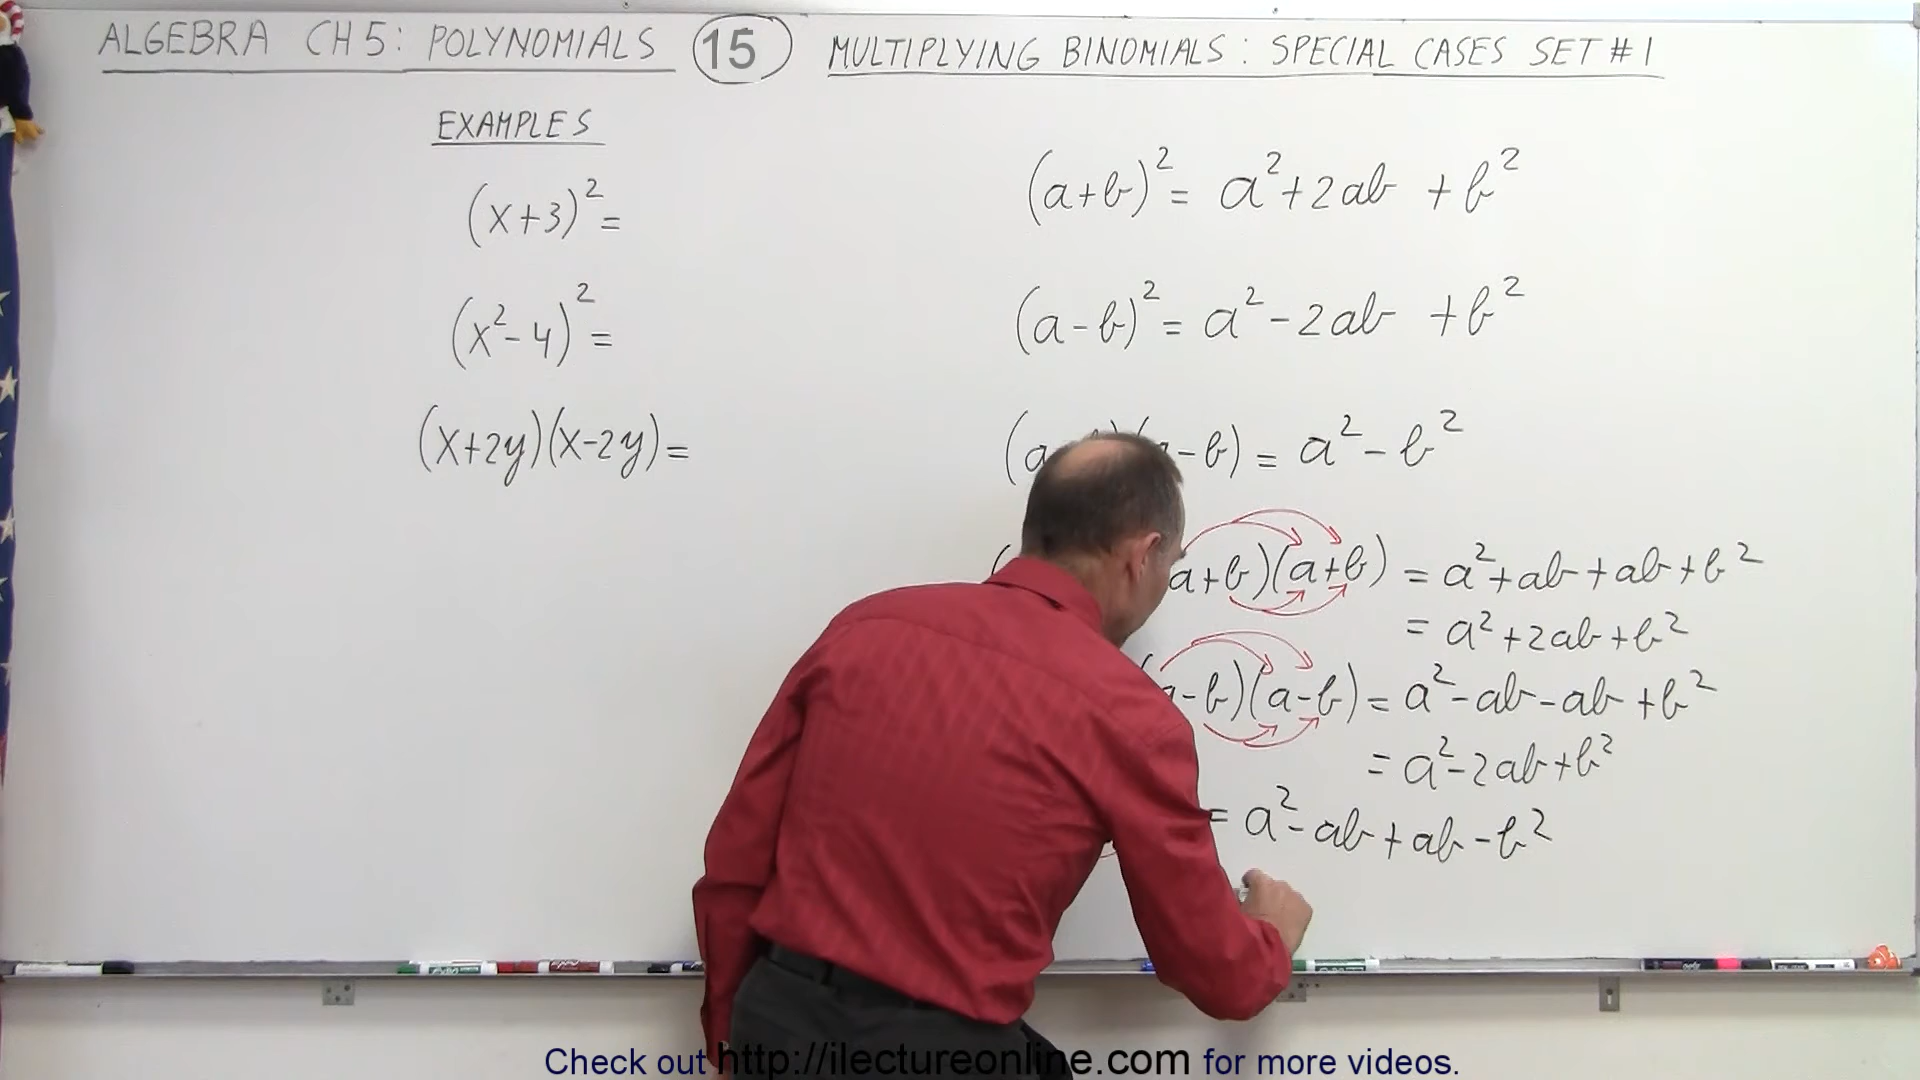 ALGEBRA CH 5: POLYNOMIALS 15 MULTIPLYING BINOMIALS: SPECIAL CASES SET #1
EXAMPLES
(x+3)²=
(x²-4)²=
(x+2y)(x-2y)=
(a+b)² = a²+2ab +b²
(a-b)² = a²-2ab +b²
(a -b) = a²-b²
a+b)(a+b) = a²+ab+ab+b²
= a²+2ab+b²
-b)(a-b) = a²-ab-ab+b²
= a²-2ab+b²
= a²-ab+ab-b²
Check out http://ilectureonline.com for more videos.